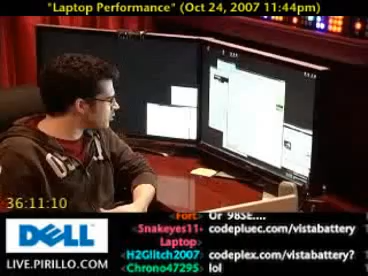 "Laptop Performance" (Oct 24, 2007 11:44pm)
36:11:10
DELL
LIVE.PIRILLO.COM
Fort> Or 98SE....
Snakeyes11- codepluec.com/vistabattery
Laptop>
H2Glitch2007> codeplex.com/vistabattery?
Chrono47295> lol